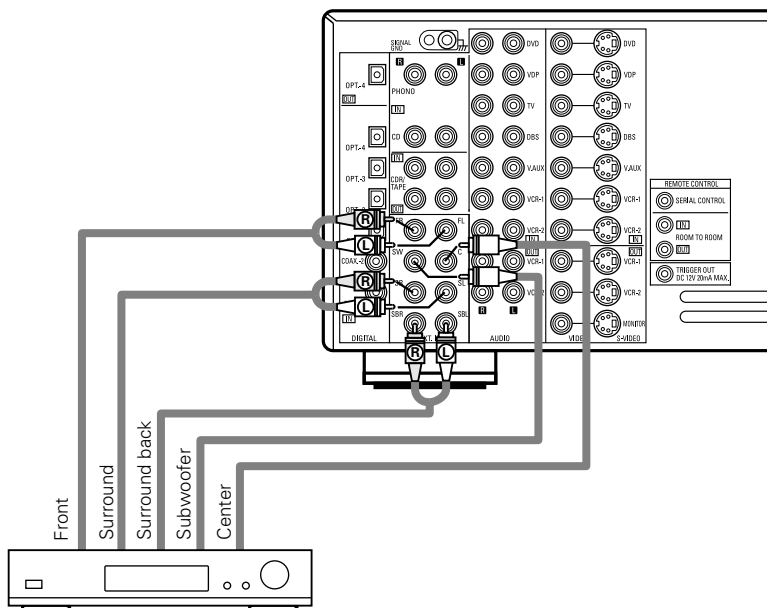 SIGNAL
GND
R
L
OPT.-4
OUT
PHONO
IN
OPT.-4
CD
IN
OPT.-3
CDR/
TAPE
OUT
FR
FL
SW
C
COAX.-2
SL
IN
SBR
SBL
R
L
R
L
R
L
DIGITAL
DVD
VDP
TV
DBS
V.AUX
VCR-1
VCR-2
IN
OUT
VCR-1
VCR-2
R
L
AUDIO
DVD
VDP
TV
DBS
V.AUX
VCR-1
VCR-2
IN
OUT
VCR-1
VCR-2
MONITOR
VIDEO
S-VIDEO
REMOTE CONTROL
SERIAL CONTROL
IN
ROOM TO ROOM
OUT
TRIGGER OUT
DC 12V 20mA MAX.
Front
Surround
Surround back
Subwoofer
Center